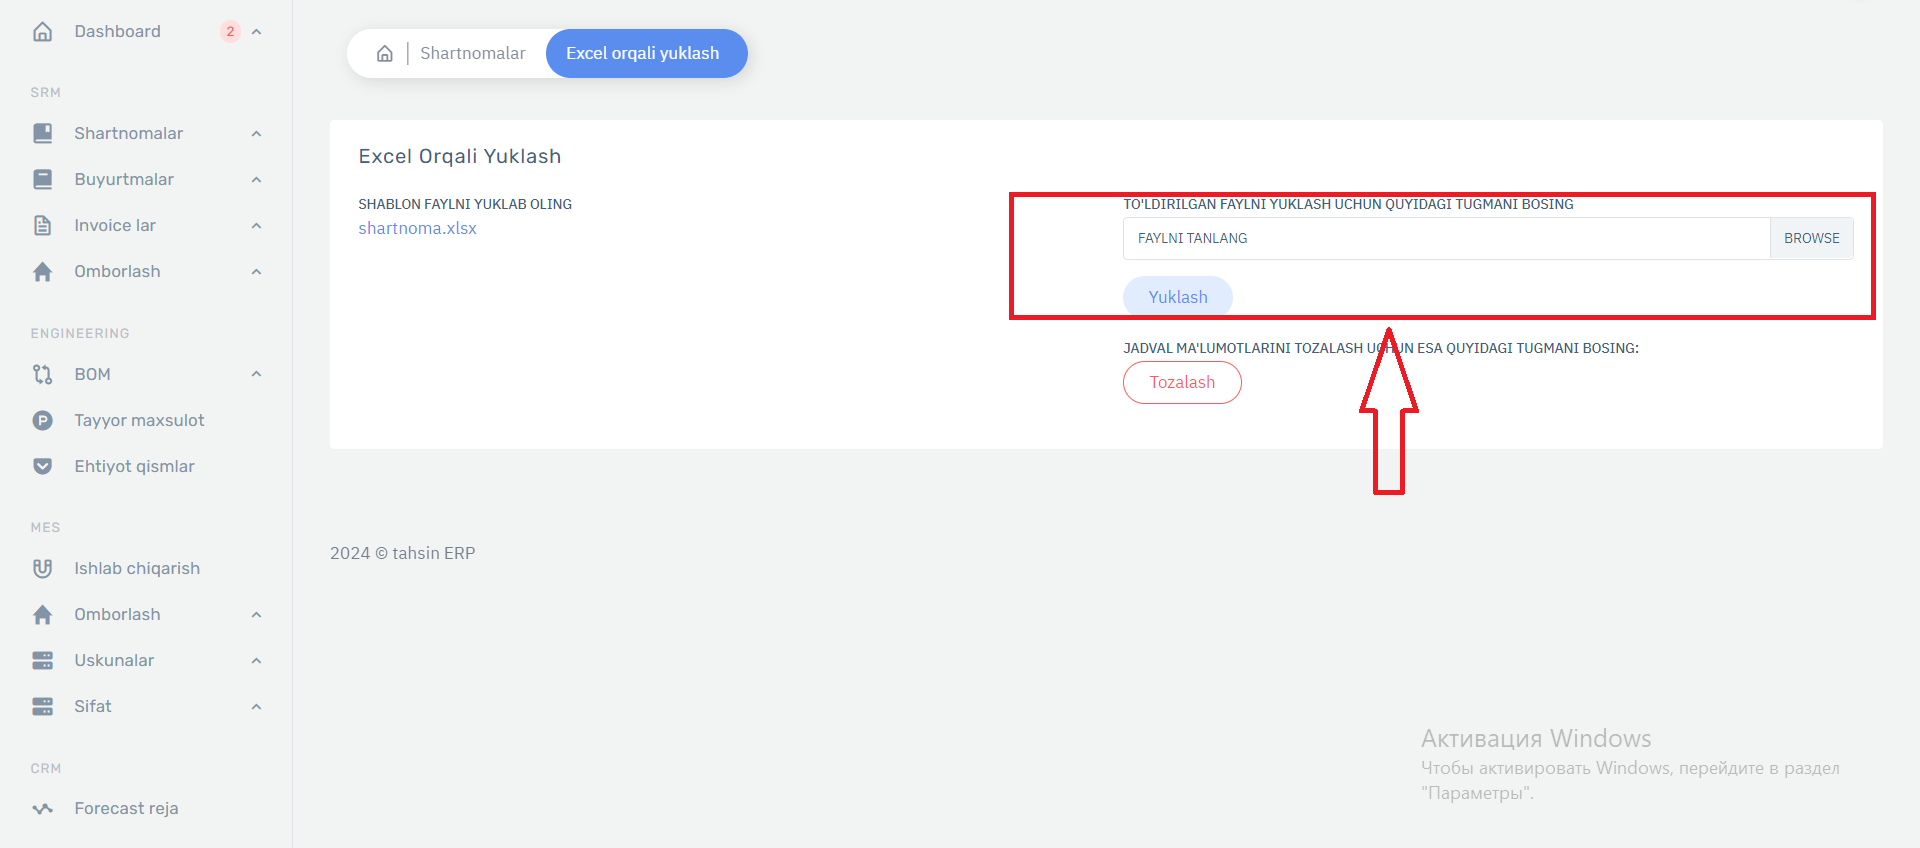 Dashboard 2
SRM
Shartnomalar
Buyurtmalar
Invoice lar
Omborlash
ENGINEERING
BOM
Tayyor maxsulot
Ehtiyot qismlar
MES
Ishlab chiqarish
Omborlash
Uskunalar
Sifat
CRM
Forecast reja
Shartnomalar Excel orqali yuklash
Excel Orqali Yuklash
SHABLON FAYLNI YUKLAB OLING
shartnoma.xlsx
TO'LDIRILGAN FAYLNI YUKLASH UCHUN QUYIDAGI TUGMANI BOSING
FAYLNI TANLANG BROWSE
Yuklash
JADVAL MA'LUMOTLARINI TOZALASH UCHUN ESA QUYIDAGI TUGMANI BOSING:
Tozalash
2024 © tahsin ERP
Активация Windows
Чтобы активировать Windows, перейдите в раздел
"Параметры".